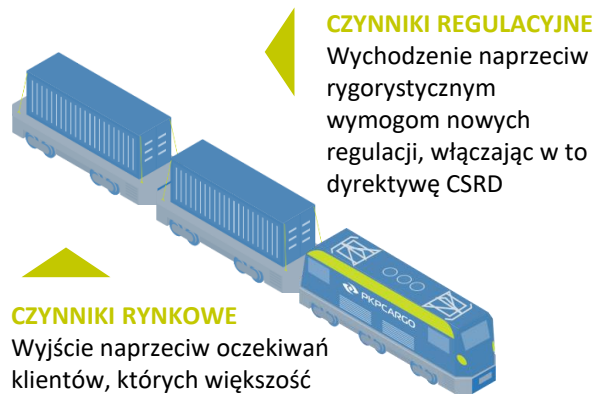 CZYNNIKI REGULACYJNE
Wychodzenie naprzeciw
rygorystycznym
wymogom nowych
regulacji, włączając w to
dyrektywę CSRD
PKPCARGO
CZYNNIKI RYNKOWE
Wyjście naprzeciw oczekiwań
klientów, których większość